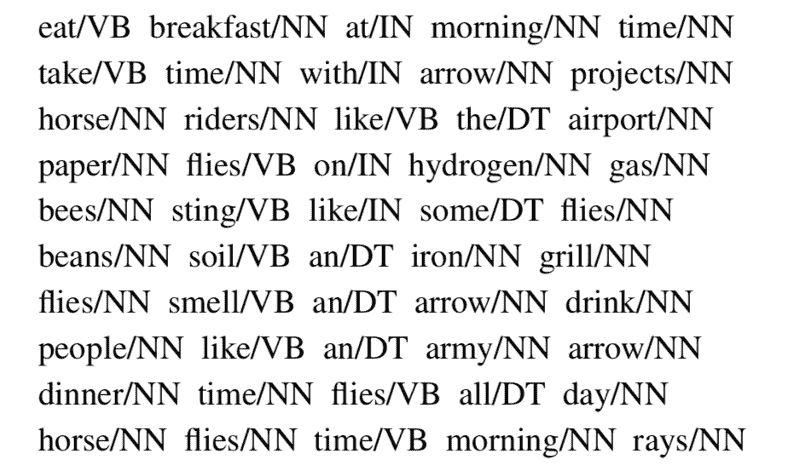 eat/VB breakfast/NN at/IN morning/NN time/NN
take/VB time/NN with/IN arrow/NN projects/NN
horse/NN riders/NN like/VB the/DT airport/NN
paper/NN flies/VB on/IN hydrogen/NN gas/NN
bees/NN sting/VB like/IN some/DT flies/NN
beans/NN soil/VB an/DT iron/NN grill/NN
flies/NN smell/VB an/DT arrow/NN drink/NN
people/NN like/VB an/DT army/NN arrow/NN
dinner/NN time/NN flies/VB all/DT day/NN
horse/NN flies/NN time/VB morning/NN rays/NN